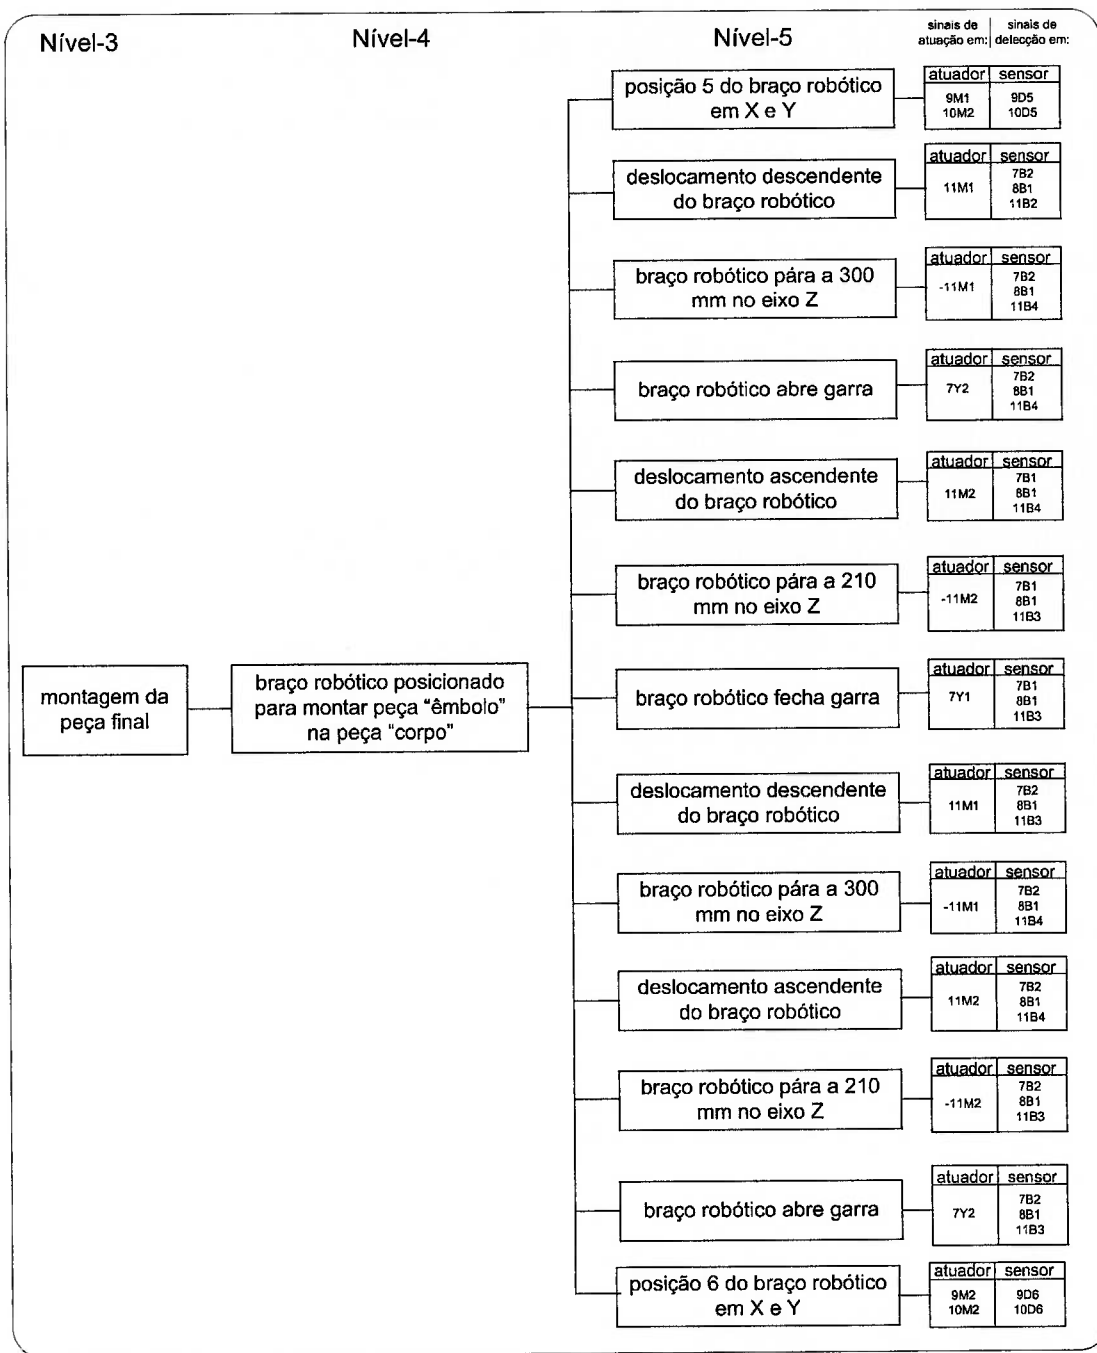 Nível-3
Nível-4
Nível-5
sinais de
atuação em:
sinais de
delecção em:
posição 5 do braço robótico
em X e Y
atuador sensor
9M1 9D5
10M2 10D5
deslocamento descendente
do braço robótico
atuador sensor
7B2
11M1 8B1
11B2
braço robótico pára a 300
mm no eixo Z
atuador sensor
7B2
-11M1 8B1
11B4
braço robótico abre garra
atuador sensor
7B2
7Y2 8B1
11B4
deslocamento ascendente
do braço robótico
atuador sensor
7B1
11M2 8B1
11B4
braço robótico pára a 210
mm no eixo Z
atuador sensor
7B1
-11M2 8B1
11B3
montagem da
peça final
braço robótico posicionado
para montar peça "êmbolo"
na peça "corpo"
braço robótico fecha garra
atuador sensor
7B1
7Y1 8B1
11B3
deslocamento descendente
do braço robótico
atuador sensor
7B2
11M1 8B1
11B3
braço robótico pára a 300
mm no eixo Z
atuador sensor
7B2
-11M1 8B1
11B4
deslocamento ascendente
do braço robótico
atuador sensor
7B2
11M2 8B1
11B4
braço robótico pára a 210
mm no eixo Z
atuador sensor
7B2
-11M2 8B1
11B3
braço robótico abre garra
atuador sensor
7B2
7Y2 8B1
11B3
posição 6 do braço robótico
em X e Y
atuador sensor
9M2 9D6
10M2 10D6